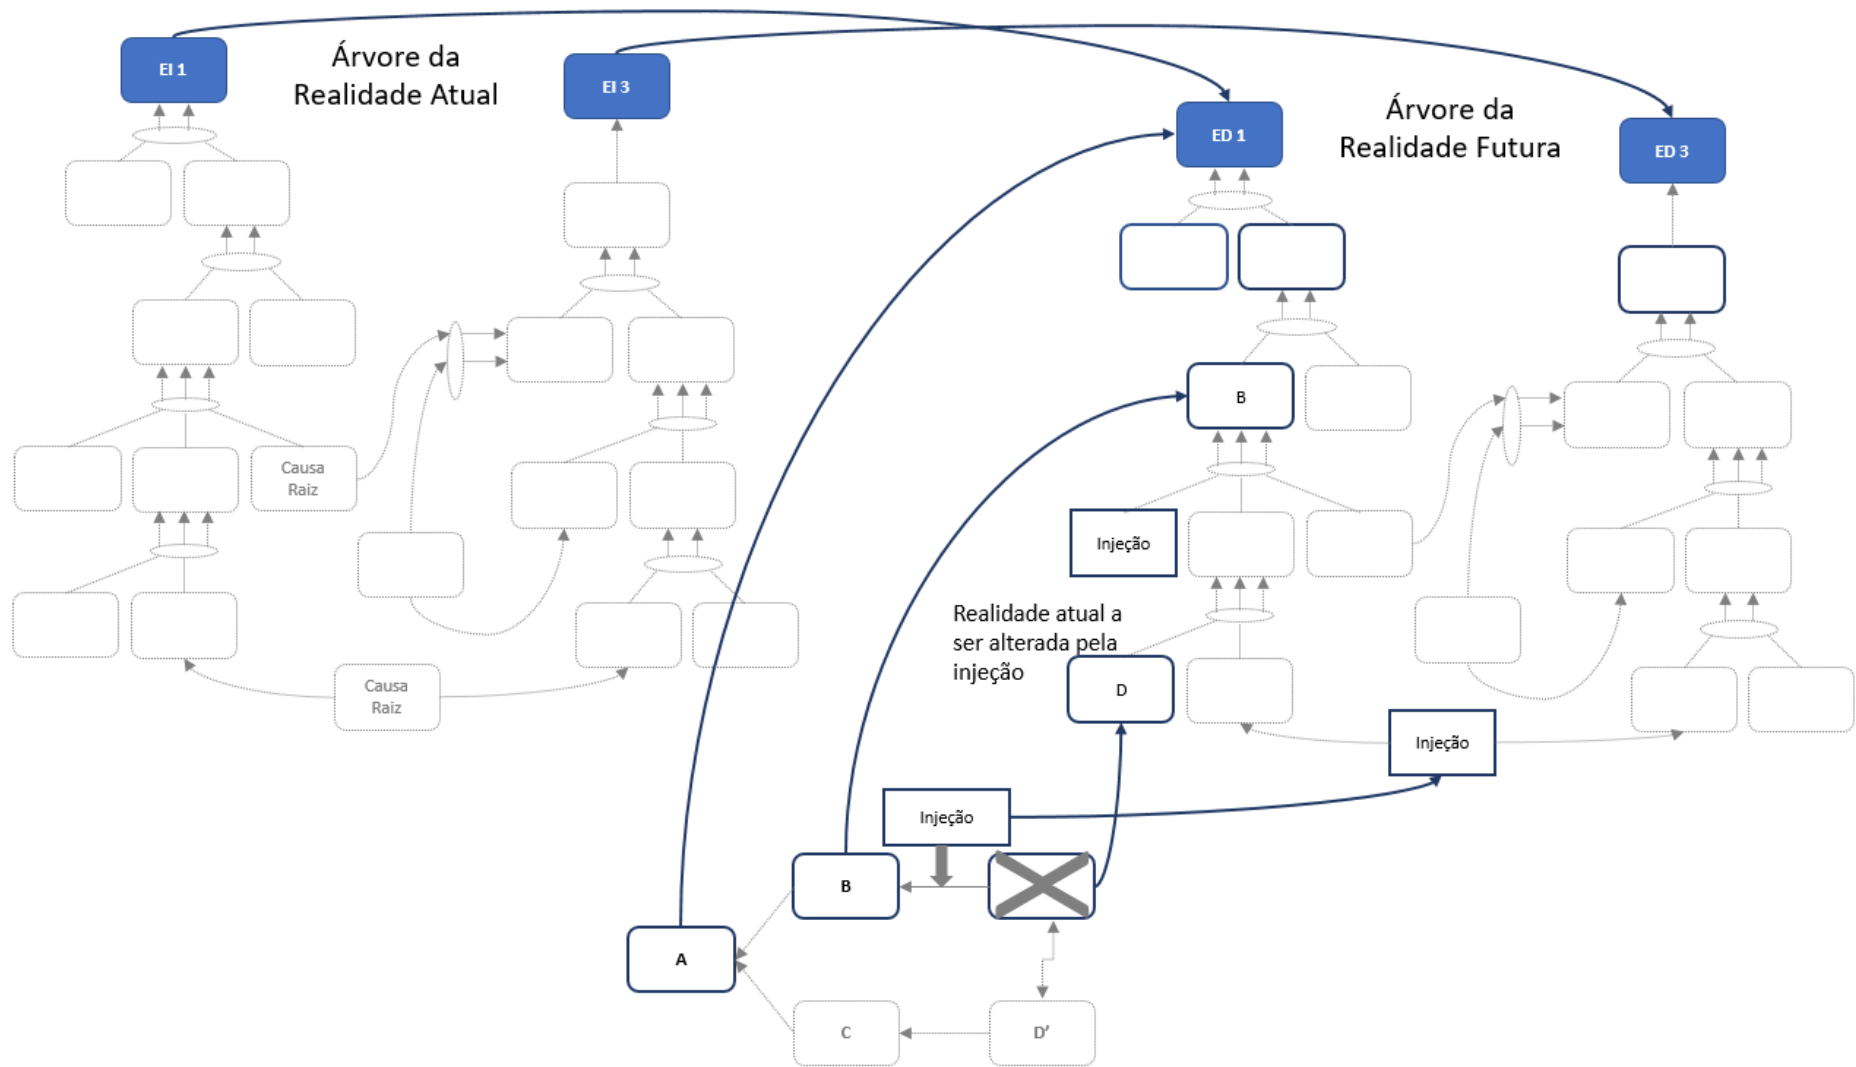 EI 1
Árvore da
Realidade Atual
EI 3
ED 1
Árvore da
Realidade Futura
ED 3
B
Causa
Raiz
Injeção
Realidade atual a
ser alterada pela
injeção
D
Causa
Raiz
Injeção
Injeção
B
A
C
D’